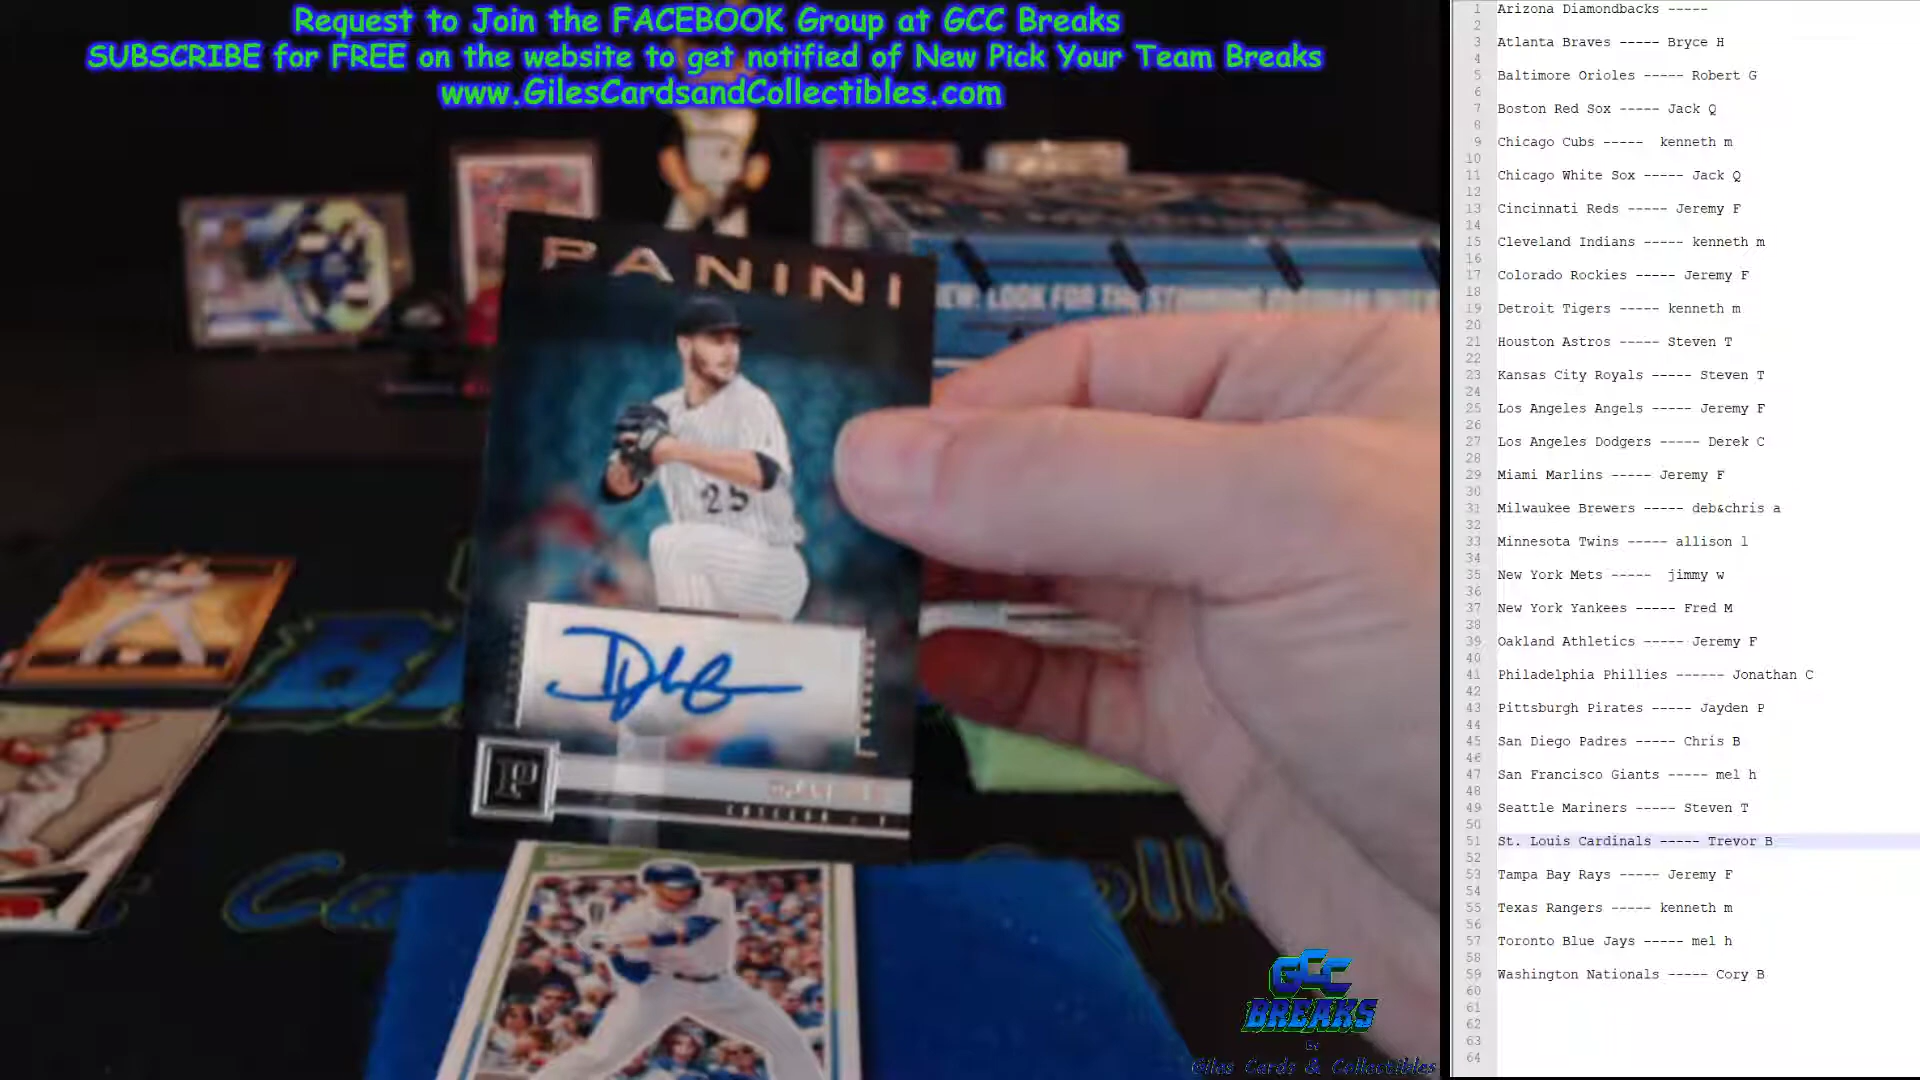 Request to Join the FACEBOOK Group at GCC Breaks
SUBSCRIBE for FREE on the website to get notified of New Pick Your Team Breaks
www.GilesCardsandCollectibles.com
PANINI
LOOK FOR THE
25
P
GCC
BREAKS
By
Giles Cards & Collectibles
1 Arizona Diamondbacks -----
2
3 Atlanta Braves ----- Bryce H
4
5 Baltimore Orioles ----- Robert G
6
7 Boston Red Sox ----- Jack Q
8
9 Chicago Cubs ----- kenneth m
10
11 Chicago White Sox ----- Jack Q
12
13 Cincinnati Reds ----- Jeremy F
14
15 Cleveland Indians ----- kenneth m
16
17 Colorado Rockies ----- Jeremy F
18
19 Detroit Tigers ----- kenneth m
20
21 Houston Astros ----- Steven T
22
23 Kansas City Royals ----- Steven T
24
25 Los Angeles Angels ----- Jeremy F
26
27 Los Angeles Dodgers ----- Derek C
28
29 Miami Marlins ----- Jeremy F
30
31 Milwaukee Brewers ----- deb&chris a
32
33 Minnesota Twins ----- allison l
34
35 New York Mets ----- jimmy w
36
37 New York Yankees ----- Fred M
38
39 Oakland Athletics ----- Jeremy F
40
41 Philadelphia Phillies ------ Jonathan C
42
43 Pittsburgh Pirates ----- Jayden P
44
45 San Diego Padres ----- Chris B
46
47 San Francisco Giants ----- mel h
48
49 Seattle Mariners ----- Steven T
50
51 St. Louis Cardinals ----- Trevor B
52
53 Tampa Bay Rays ----- Jeremy F
54
55 Texas Rangers ----- kenneth m
56
57 Toronto Blue Jays ----- mel h
58
59 Washington Nationals ----- Cory B
60
61
62
63
64